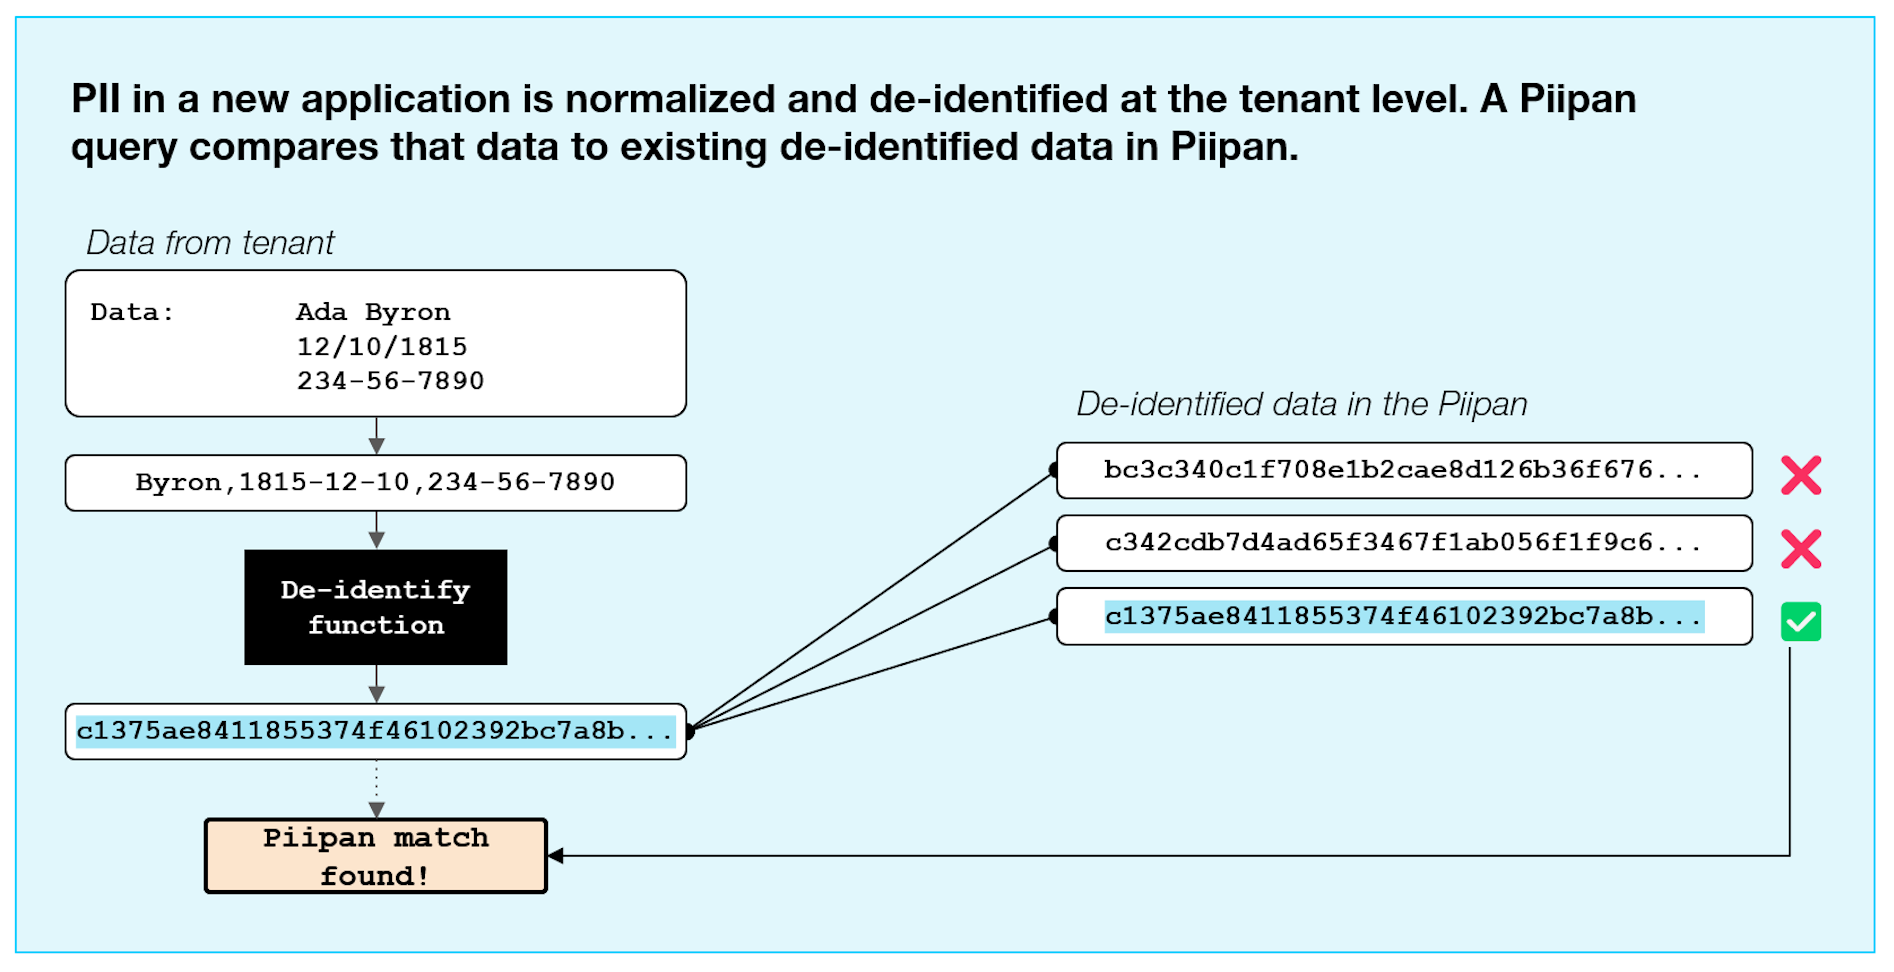 PII in a new application is normalized and de-identified at the tenant level. A Piipan
query compares that data to existing de-identified data in Piipan.
Data from tenant
Data: Ada Byron
12/10/1815
234-56-7890
Byron,1815-12-10,234-56-7890
De-identify
function
c1375ae8411855374f46102392bc7a8b...
Piipan match
found!
De-identified data in the Piipan
bc3c340c1f708e1b2cae8d126b36f676...
c342cdb7d4ad65f3467f1ab056f1f9c6...
c1375ae8411855374f46102392bc7a8b...